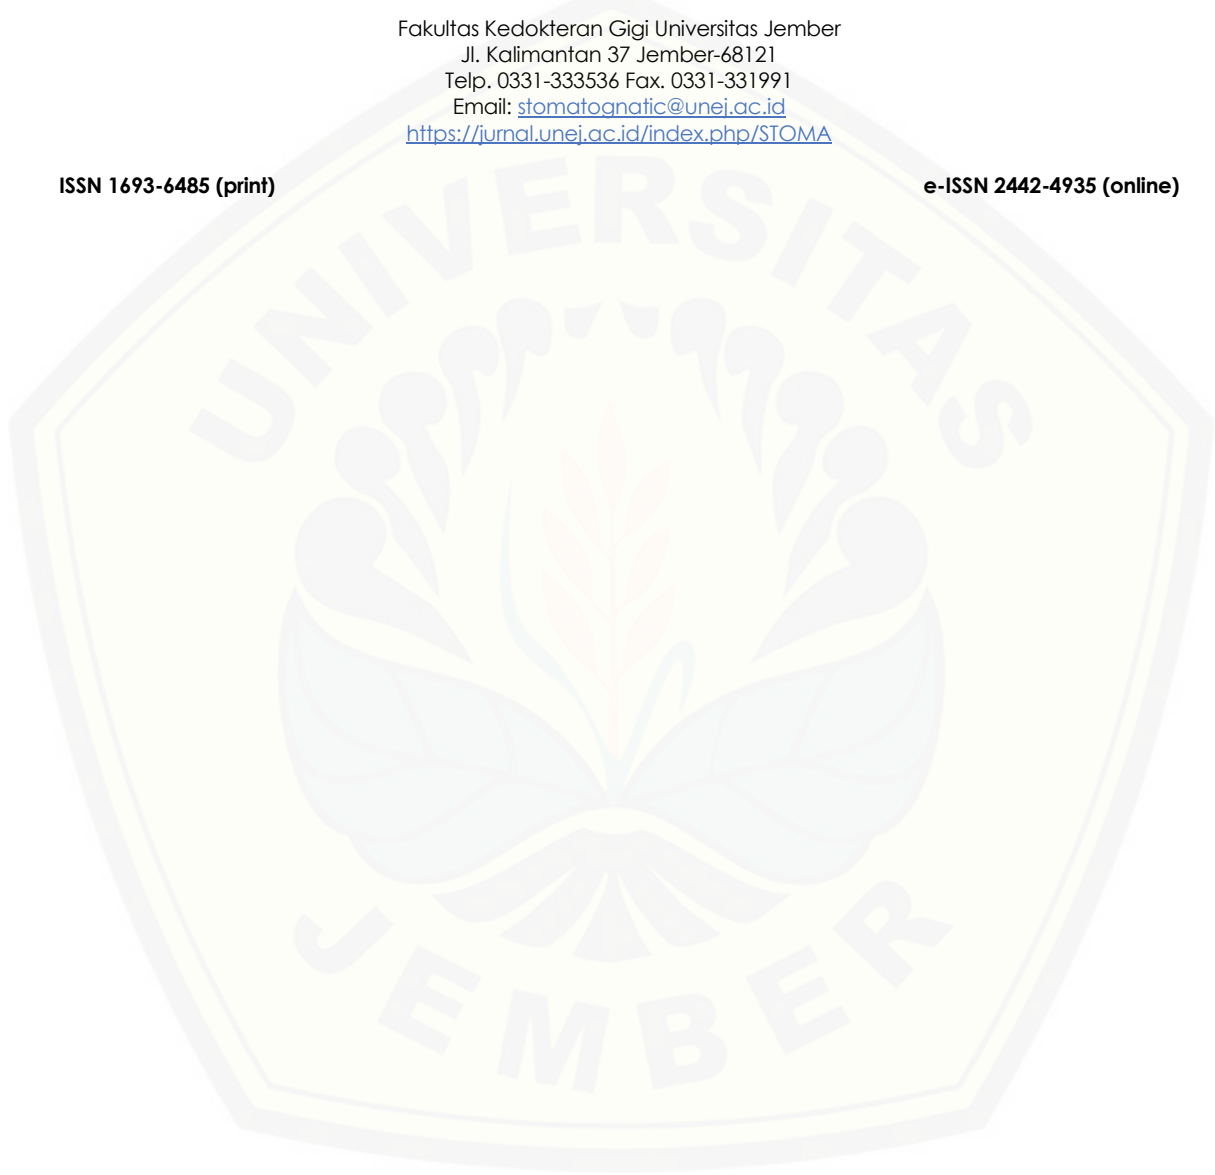 Fakultas Kedokteran Gigi Universitas Jember
Jl. Kalimantan 37 Jember-68121
Telp. 0331-333536 Fax. 0331-331991
Email: stomatognatic@unej.ac.id
https://jurnal.unej.ac.id/index.php/STOMA
ISSN 1693-6485 (print)
e-ISSN 2442-4935 (online)
UNIVERSITAS
JEMBER